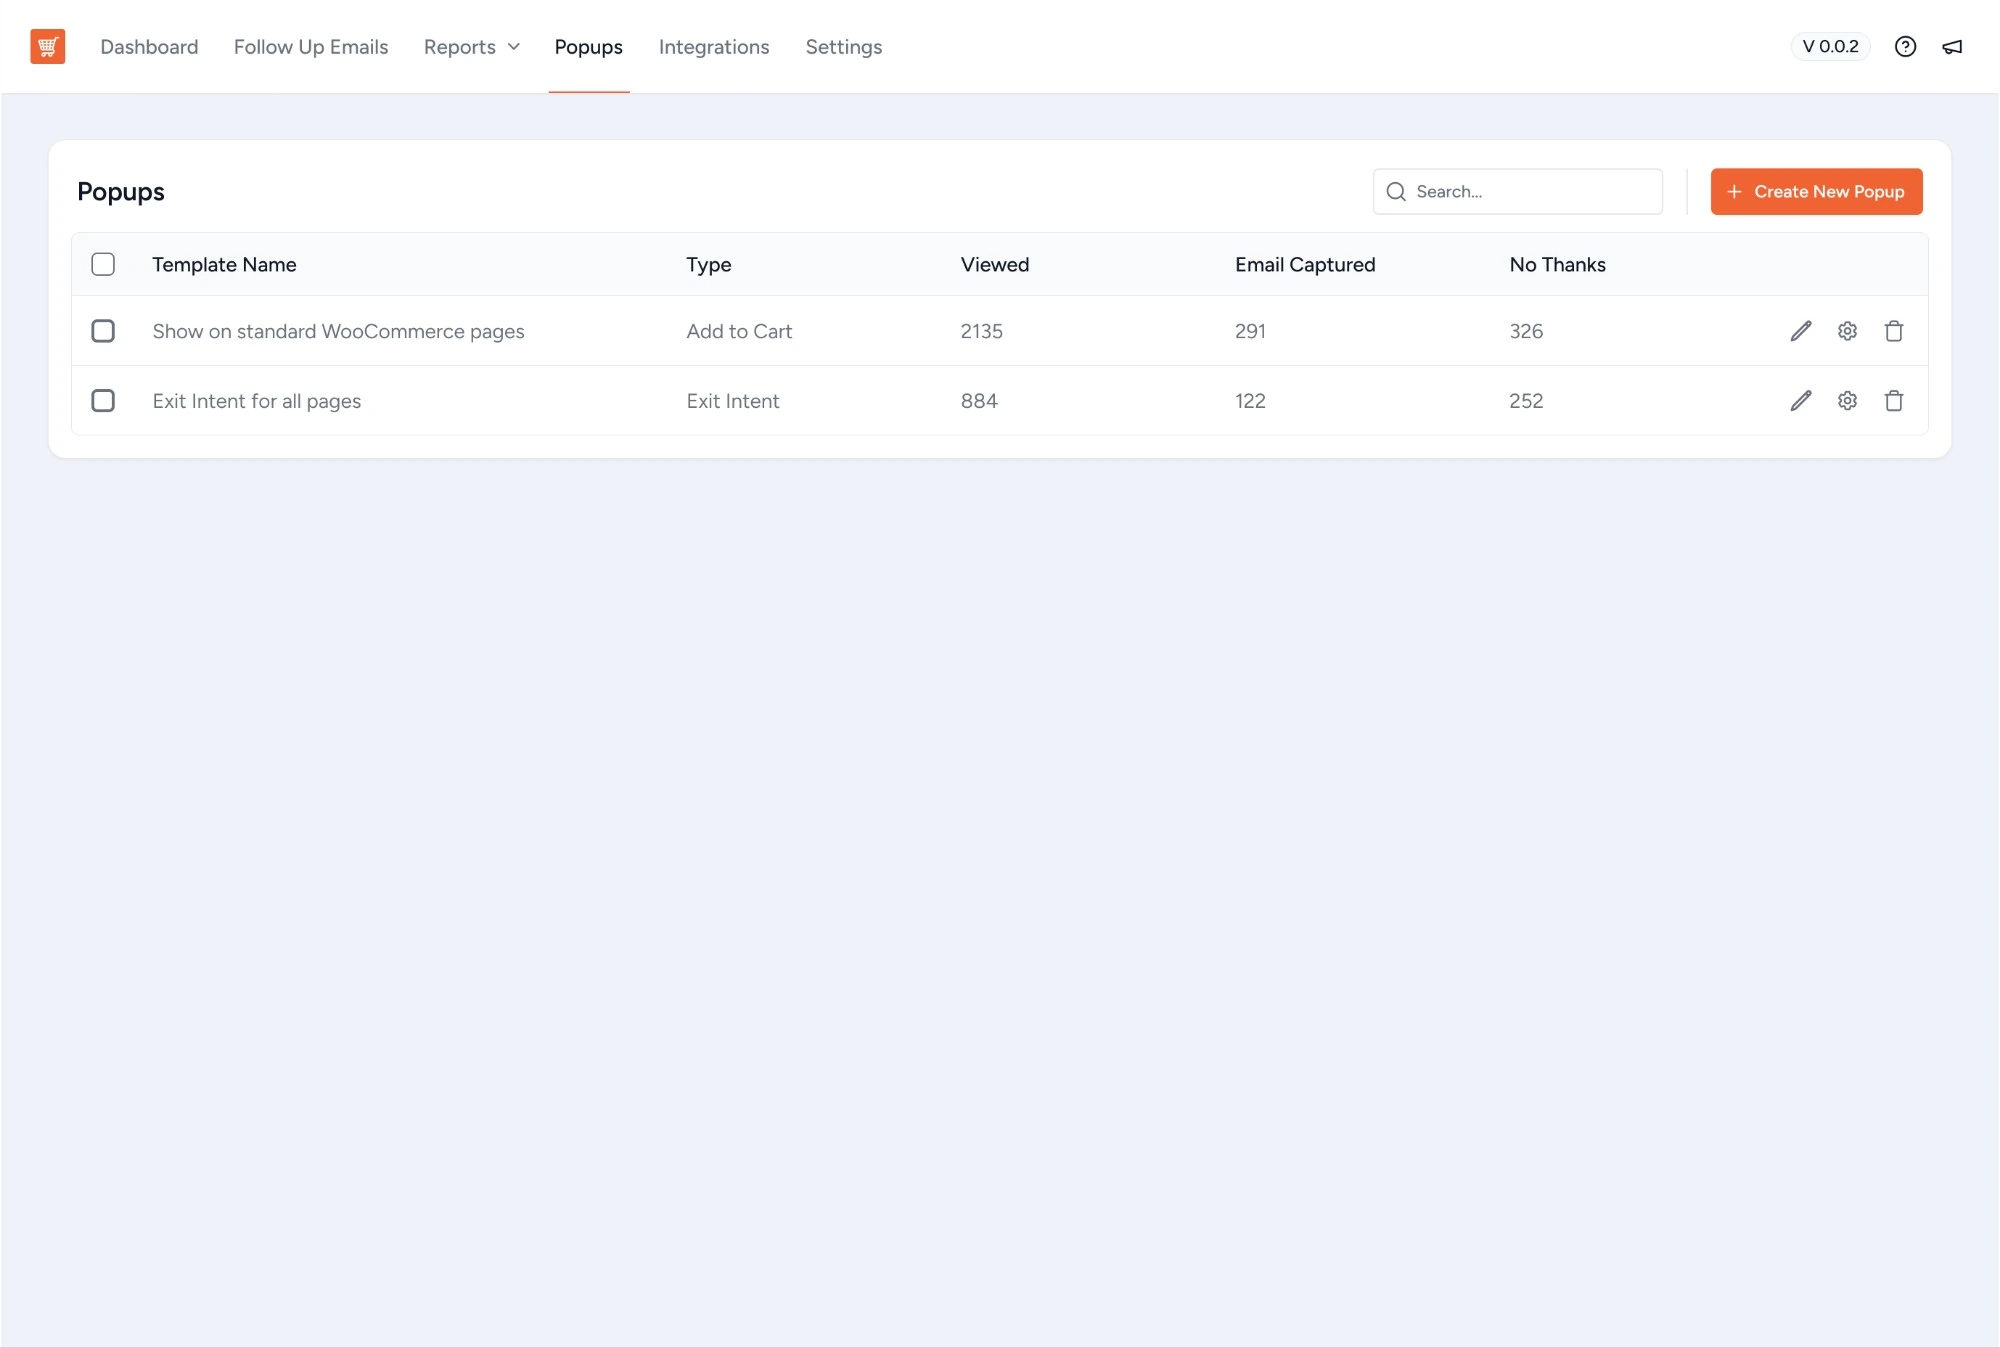 Dashboard Follow Up Emails Reports Popups Integrations Settings V 0.0.2
Popups Search... Create New Popup
Template Name Type Viewed Email Captured No Thanks
Show on standard WooCommerce pages Add to Cart 2135 291 326
Exit Intent for all pages Exit Intent 884 122 252